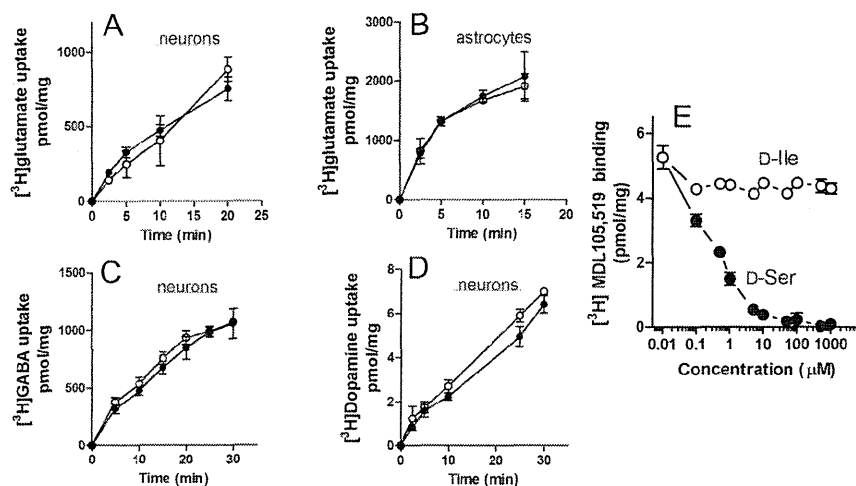 A
neurons
[³H]glutamate uptake
pmol/mg
1000
500
0
0 5 10 15 20 25
Time (min)
B
astrocytes
[³H]glutamate uptake
pmol/mg
3000
2000
1000
0
0 5 10 15 20
Time (min)
C
neurons
[³H]GABA uptake
pmol/mg
1500
1000
500
0
0 10 20 30
Time (min)
D
neurons
[³H]Dopamine uptake
pmol/mg
8
6
4
2
0
0 10 20 30
Time (min)
E
D-Ile
D-Ser
[³H] MDL105,519 binding
(pmol/mg)
6
4
2
0
0.01 0.1 1 10 100 1000
Concentration (μM)